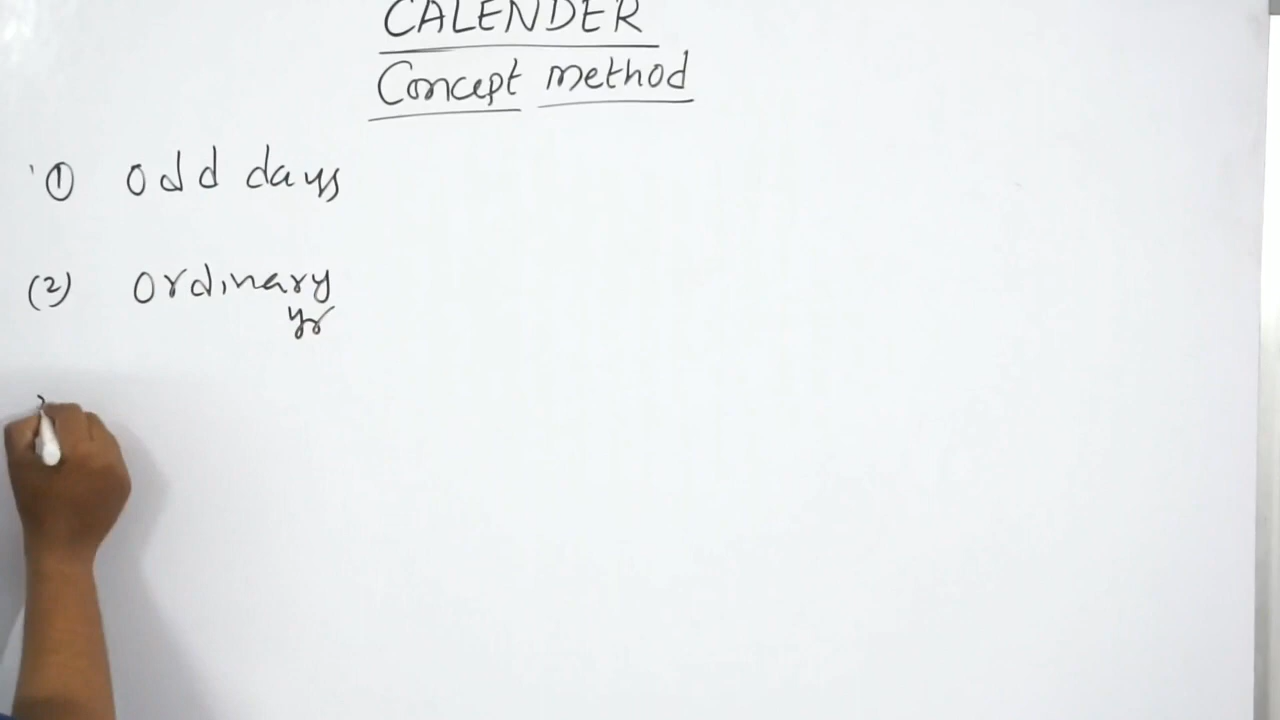 CALENDER
Concept method
① odd days
(2) ordinary
yr